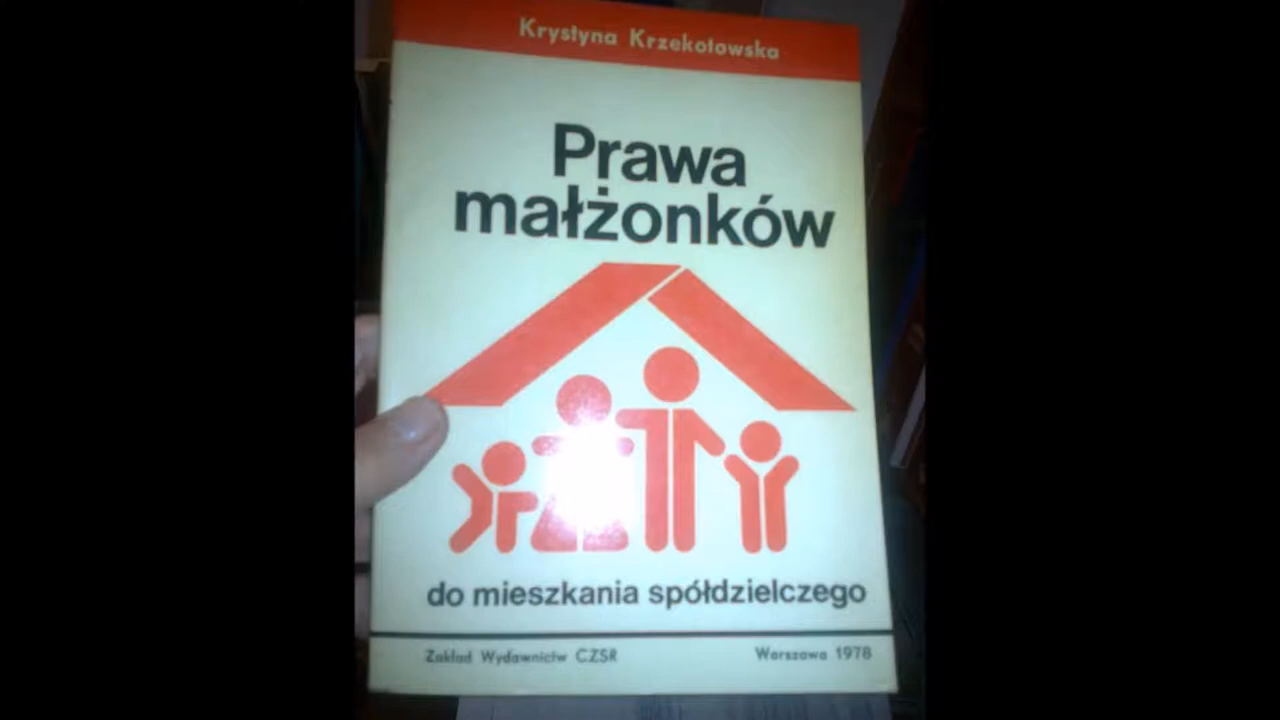 Krystyna Krzekotowska
Prawa
małżonków
do mieszkania spółdzielczego
Zakład Wydawnictw CZSR
Warszawa 1978